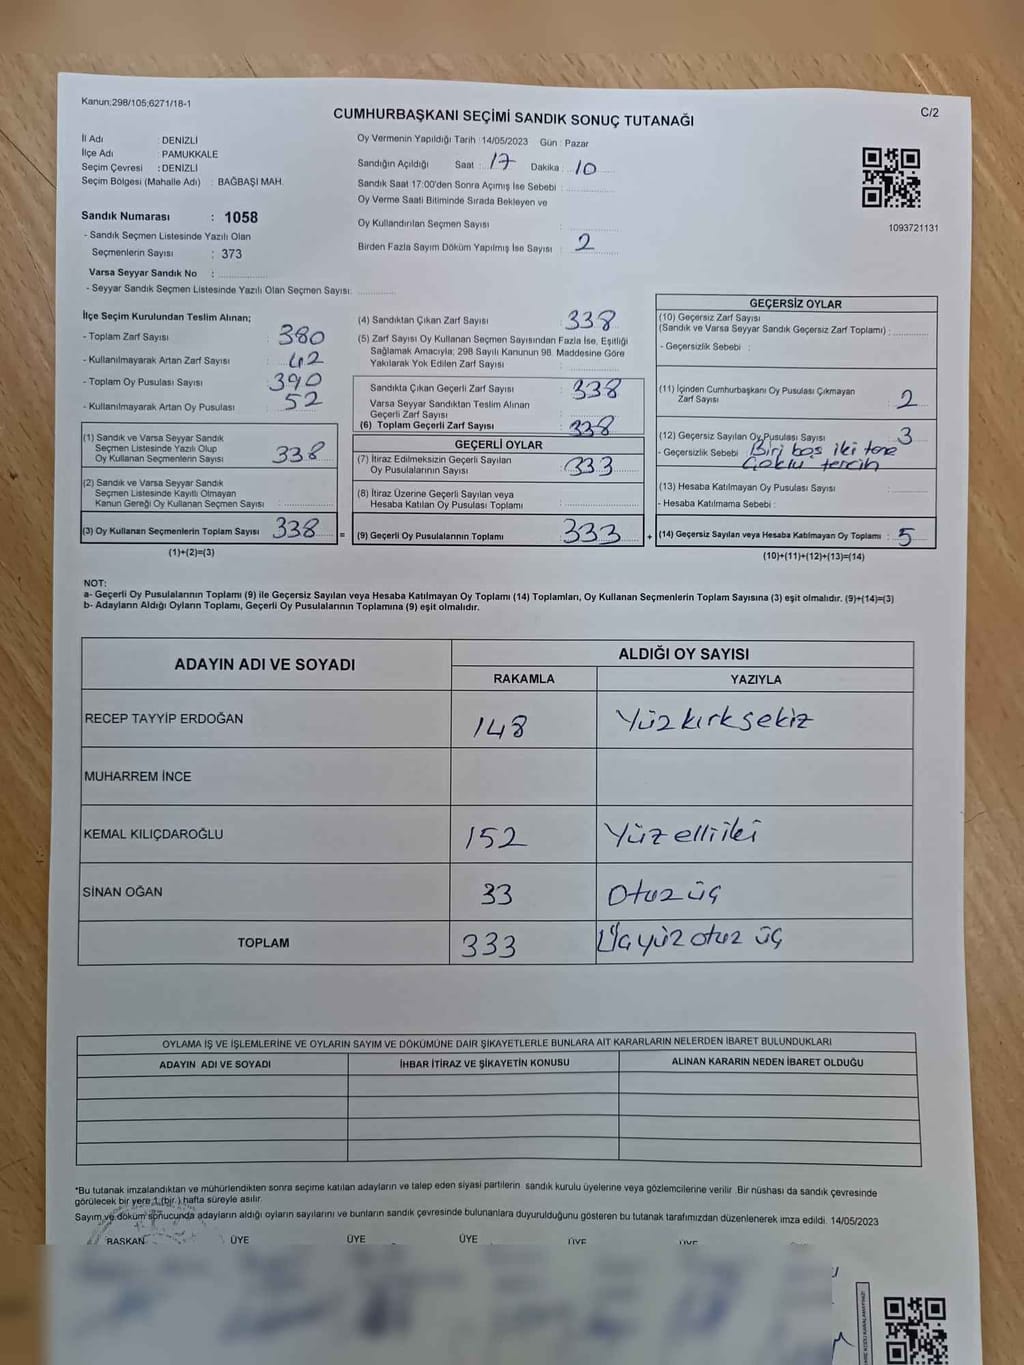 Kanun:298/105;6271/18-1
C/2
CUMHURBAŞKANI SEÇİMİ SANDIK SONUÇ TUTANAĞI
İl Adı : DENİZLİ
İlçe Adı : PAMUKKALE
Seçim Çevresi : DENİZLİ
Seçim Bölgesi (Mahalle Adı) : BAĞBAŞI MAH.
Sandık Numarası : 1058
- Sandık Seçmen Listesinde Yazılı Olan
Seçmenlerin Sayısı : 373
Varsa Seyyar Sandık No :
- Seyyar Sandık Seçmen Listesinde Yazılı Olan Seçmen Sayısı:
Oy Vermenin Yapıldığı Tarih : 14/05/2023 Gün : Pazar
Sandığın Açıldığı Saat : 17 Dakika : 10
Sandık Saat 17:00'den Sonra Açımış İse Sebebi :
Oy Verme Saati Bitiminde Sırada Bekleyen ve
Oy Kullandırılan Seçmen Sayısı :
Birden Fazla Sayım Döküm Yapılmış İse Sayısı : 2
1093721131
İlçe Seçim Kurulundan Teslim Alınan;
- Toplam Zarf Sayısı : 380
- Kullanılmayarak Artan Zarf Sayısı : 42
- Toplam Oy Pusulası Sayısı : 390
- Kullanılmayarak Artan Oy Pusulası : 52
(1) Sandık ve Varsa Seyyar Sandık
Seçmen Listesinde Yazılı Olup
Oy Kullanan Seçmenlerin Sayısı : 338
(2) Sandık ve Varsa Seyyar Sandık
Seçmen Listesinde Kayıtlı Olmayan
Kanun Gereği Oy Kullanan Seçmen Sayısı :
(3) Oy Kullanan Seçmenlerin Toplam Sayısı : 338
(1)+(2)=(3)
(4) Sandıktan Çıkan Zarf Sayısı : 338
(5) Zarf Sayısı Oy Kullanan Seçmen Sayısından Fazla İse, Eşitliği
Sağlamak Amacıyla; 298 Sayılı Kanunun 98. Maddesine Göre
Yakılarak Yok Edilen Zarf Sayısı :
Sandıkta Çıkan Geçerli Zarf Sayısı : 338
Varsa Seyyar Sandıktan Teslim Alınan
Geçerli Zarf Sayısı :
(6) Toplam Geçerli Zarf Sayısı : 338
GEÇERLİ OYLAR
(7) İtiraz Edilmeksizin Geçerli Sayılan
Oy Pusulalarının Sayısı : 333
(8) İtiraz Üzerine Geçerli Sayılan veya
Hesaba Katılan Oy Pusulası Toplamı :
= (9) Geçerli Oy Pusulalarının Toplamı : 333
GEÇERSİZ OYLAR
(10) Geçersiz Zarf Sayısı
(Sandık ve Varsa Seyyar Sandık Geçersiz Zarf Toplamı) :
- Geçersizlik Sebebi :
(11) İçinden Cumhurbaşkanı Oy Pusulası Çıkmayan
Zarf Sayısı : 2
(12) Geçersiz Sayılan Oy Pusulası Sayısı : 3
- Geçersizlik Sebebi : Biri boş iki tane
Çoklu tercih
(13) Hesaba Katılmayan Oy Pusulası Sayısı :
- Hesaba Katılmama Sebebi :
+ (14) Geçersiz Sayılan veya Hesaba Katılmayan Oy Toplamı : 5
(10)+(11)+(12)+(13)=(14)
NOT:
a- Geçerli Oy Pusulalarının Toplamı (9) ile Geçersiz Sayılan veya Hesaba Katılmayan Oy Toplamı (14) Toplamları, Oy Kullanan Seçmenlerin Toplam Sayısına (3) eşit olmalıdır. (9)+(14)=(3)
b- Adayların Aldığı Oyların Toplamı, Geçerli Oy Pusulalarının Toplamına (9) eşit olmalıdır.
ADAYIN ADI VE SOYADI
ALDIĞI OY SAYISI
RAKAMLA YAZIYLA
RECEP TAYYİP ERDOĞAN 148 Yüz kırk sekiz
MUHARREM İNCE
KEMAL KILIÇDAROĞLU 152 Yüz elli iki
SİNAN OĞAN 33 Otuz üç
TOPLAM 333 Üçyüz otuz üç
OYLAMA İŞ VE İŞLEMLERİNE VE OYLARIN SAYIM VE DÖKÜMÜNE DAİR ŞİKAYETLERLE BUNLARA AIT KARARLARIN NELERDEN İBARET BULUNDUKLARI
ADAYIN ADI VE SOYADI İHBAR İTİRAZ VE ŞİKAYETİN KONUSU ALINAN KARARIN NEDEN İBARET OLDUĞU
*Bu tutanak imzalandıktan ve mühürlendikten sonra seçime katılan adayların ve talep eden siyasi partilerin sandık kurulu üyelerine veya gözlemcilerine verilir .Bir nüshası da sandık çevresinde
görülecek bir yere 1 (bir ) hafta süreyle asılır.
Sayım ve döküm sonucunda adayların aldığı oyların sayılarını ve bunların sandık çevresinde bulunanlara duyurulduğunu gösteren bu tutanak tarafımızdan düzenlenerek imza edildi. 14/05/2023
BAŞKAN ÜYE ÜYE ÜYE ÜYE ÜYE